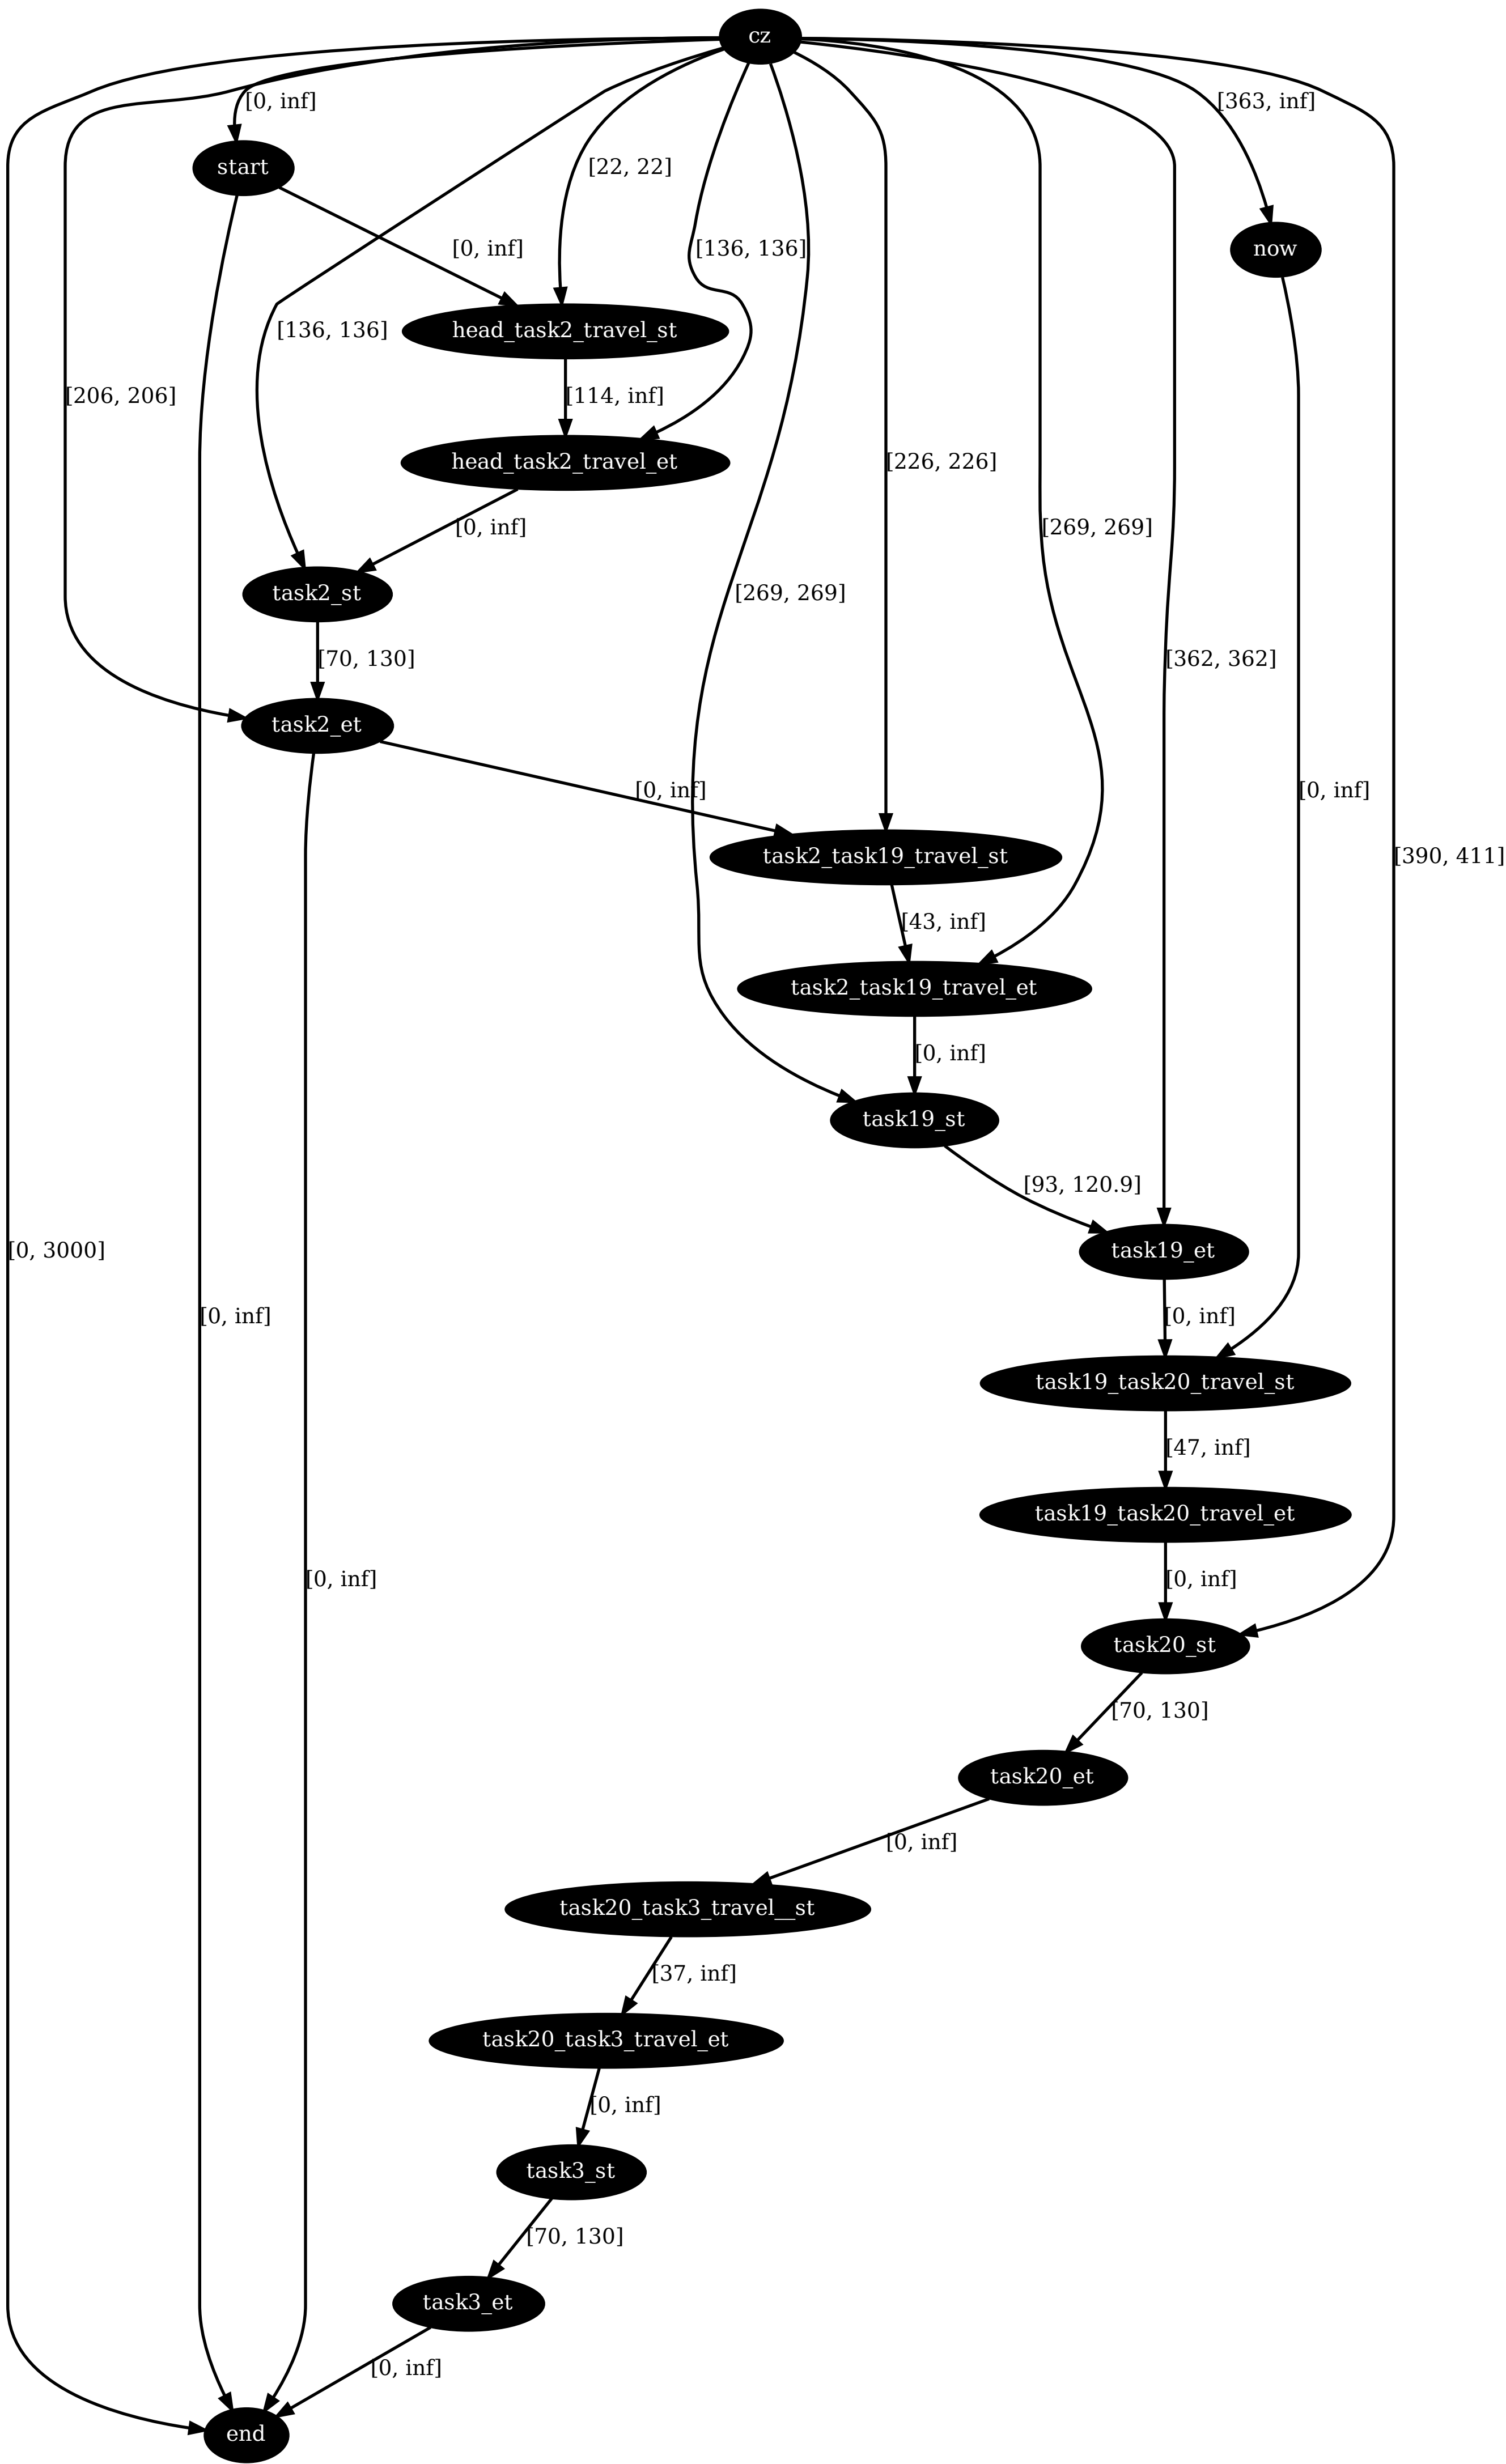 cz
[0, inf]
[363, inf]
start
[22, 22]
[0, inf]
[136, 136]
now
[136, 136]
head_task2_travel_st
[206, 206]
[114, inf]
head_task2_travel_et
[226, 226]
[0, inf]
[269, 269]
task2_st
[269, 269]
[70, 130]
[362, 362]
task2_et
[0, inf]
[0, inf]
task2_task19_travel_st
[390, 411]
[43, inf]
task2_task19_travel_et
[0, inf]
task19_st
[93, 120.9]
[0, 3000]
task19_et
[0, inf]
[0, inf]
task19_task20_travel_st
[47, inf]
task19_task20_travel_et
[0, inf]
[0, inf]
task20_st
[70, 130]
task20_et
[0, inf]
task20_task3_travel__st
[37, inf]
task20_task3_travel_et
[0, inf]
task3_st
[70, 130]
task3_et
[0, inf]
end